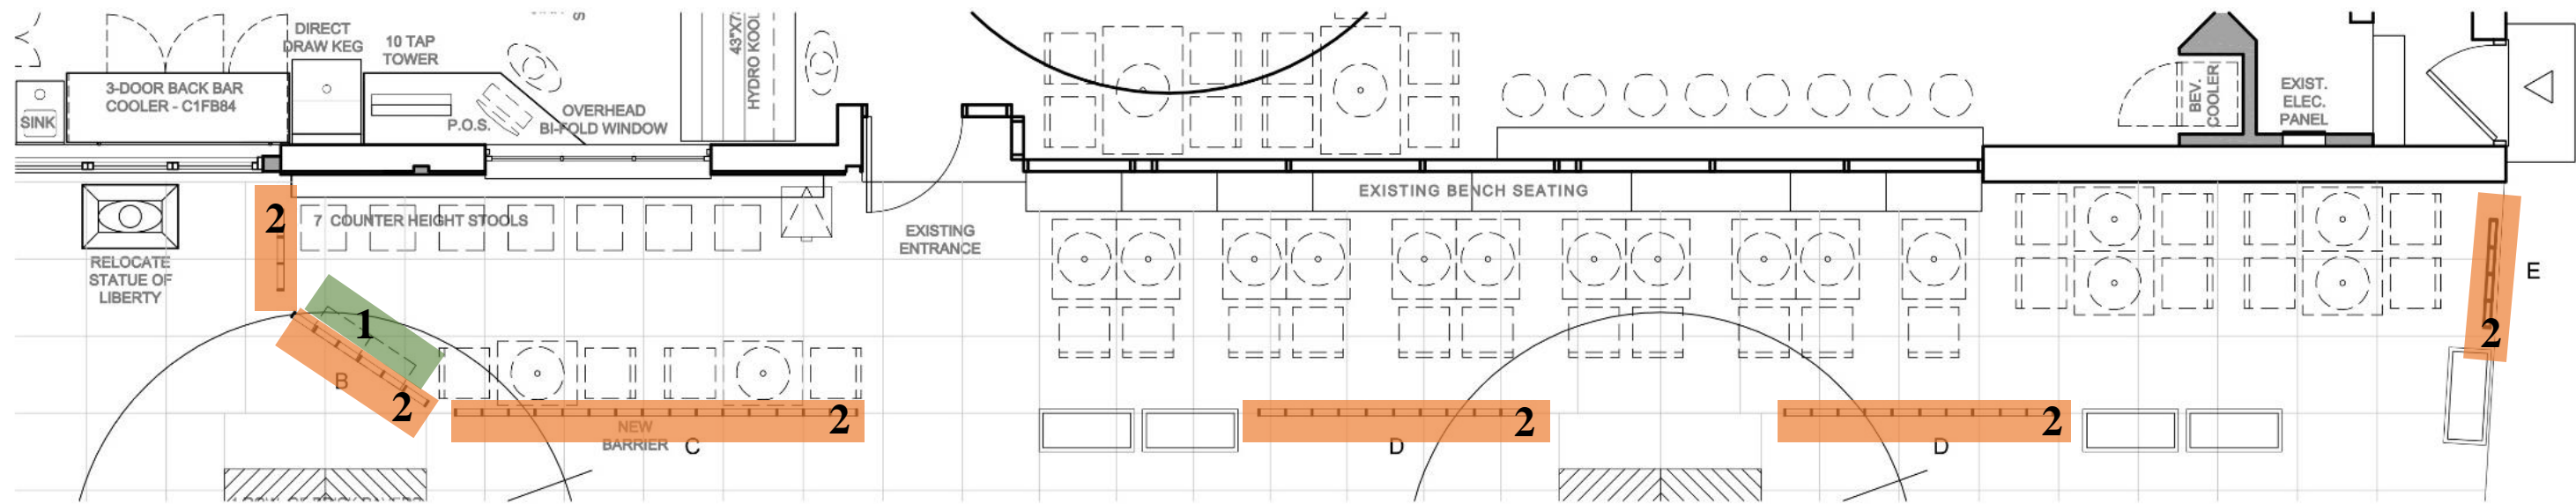 DIRECT
DRAW KEG
10 TAP
TOWER
43"X7
HYDRO KOOL
3-DOOR BACK BAR
COOLER - C1FB84
SINK
P.O.S.
OVERHEAD
BI-FOLD WINDOW
BEV.
COOLER
EXIST.
ELEC.
PANEL
EXISTING BENCH SEATING
2
7 COUNTER HEIGHT STOOLS
EXISTING
ENTRANCE
RELOCATE
STATUE OF
LIBERTY
E
1
2
B
2
2
2
2
NEW
BARRIER
C
D
D